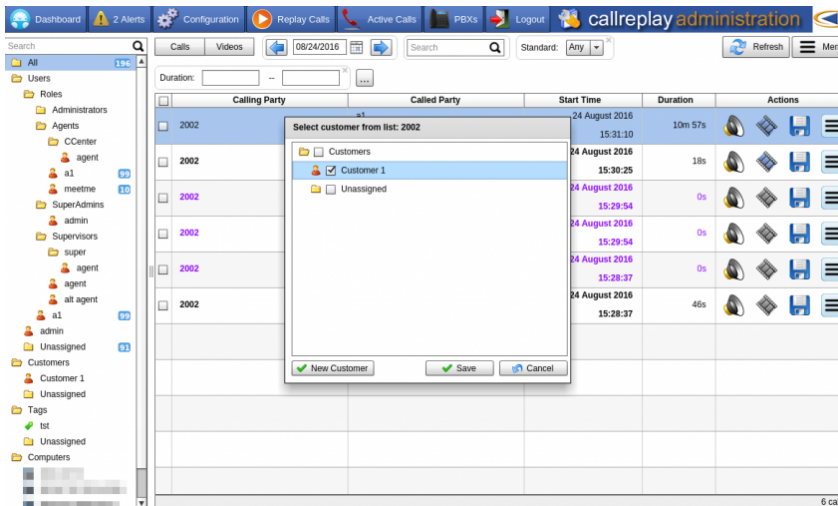 Dashboard 2 Alerts Configuration Replay Calls Active Calls PBXs Logout callreplay administration
Search Calls Videos 08/24/2016 Search Standard: Any Refresh
All 196
Users
Duration: -- ...
Roles
Administrators
Agents
CCenter
agent
a1 99
meetme 10
SuperAdmins
admin
Supervisors
super
agent
agent
alt agent
a1 99
admin
Unassigned 91
Customers
Customer 1
Unassigned
Tags
tst
Unassigned
Computers
Calling Party Called Party Start Time Duration Actions
2002 a1 24 August 2016 15:31:10 10m 57s
2002 24 August 2016 15:30:25 18s
2002 24 August 2016 15:29:54 0s
2002 24 August 2016 15:29:54 0s
2002 24 August 2016 15:28:37 0s
2002 24 August 2016 15:28:37 46s
Select customer from list: 2002
Customers
Customer 1
Unassigned
New Customer Save Cancel